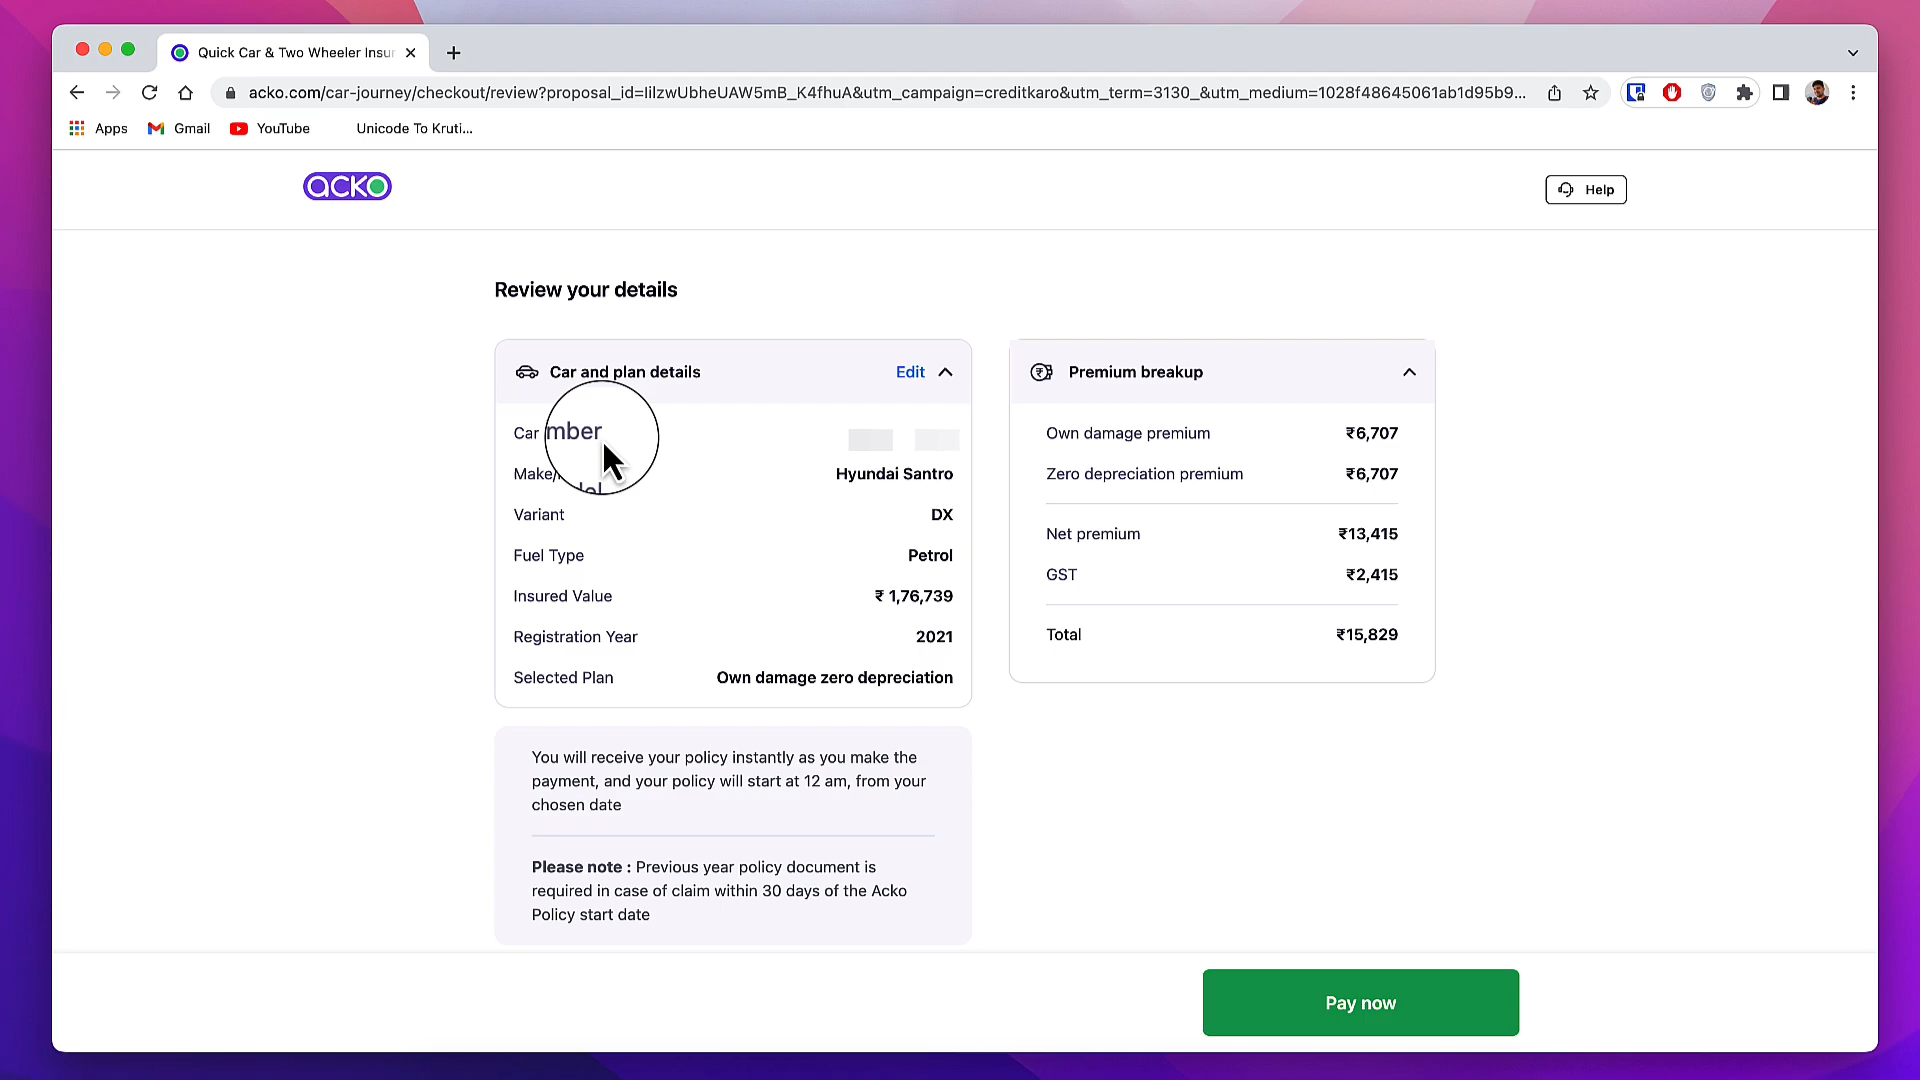 Quick Car & Two Wheeler Insur
acko.com/car-journey/checkout/review?proposal_id=IilzwUbheUAW5mB_K4fhuA&utm_campaign=creditkaro&utm_term=3130_&utm_medium=1028f48645061ab1d95b9...
Apps Gmail YouTube Unicode To Kruti...
acko
Help
Review your details
Car and plan details Edit
Car mber
Make/
Hyundai Santro
Variant DX
Fuel Type Petrol
Insured Value ₹ 1,76,739
Registration Year 2021
Selected Plan Own damage zero depreciation
You will receive your policy instantly as you make the
payment, and your policy will start at 12 am, from your
chosen date
Please note : Previous year policy document is
required in case of claim within 30 days of the Acko
Policy start date
Premium breakup
Own damage premium ₹6,707
Zero depreciation premium ₹6,707
Net premium ₹13,415
GST ₹2,415
Total ₹15,829
Pay now